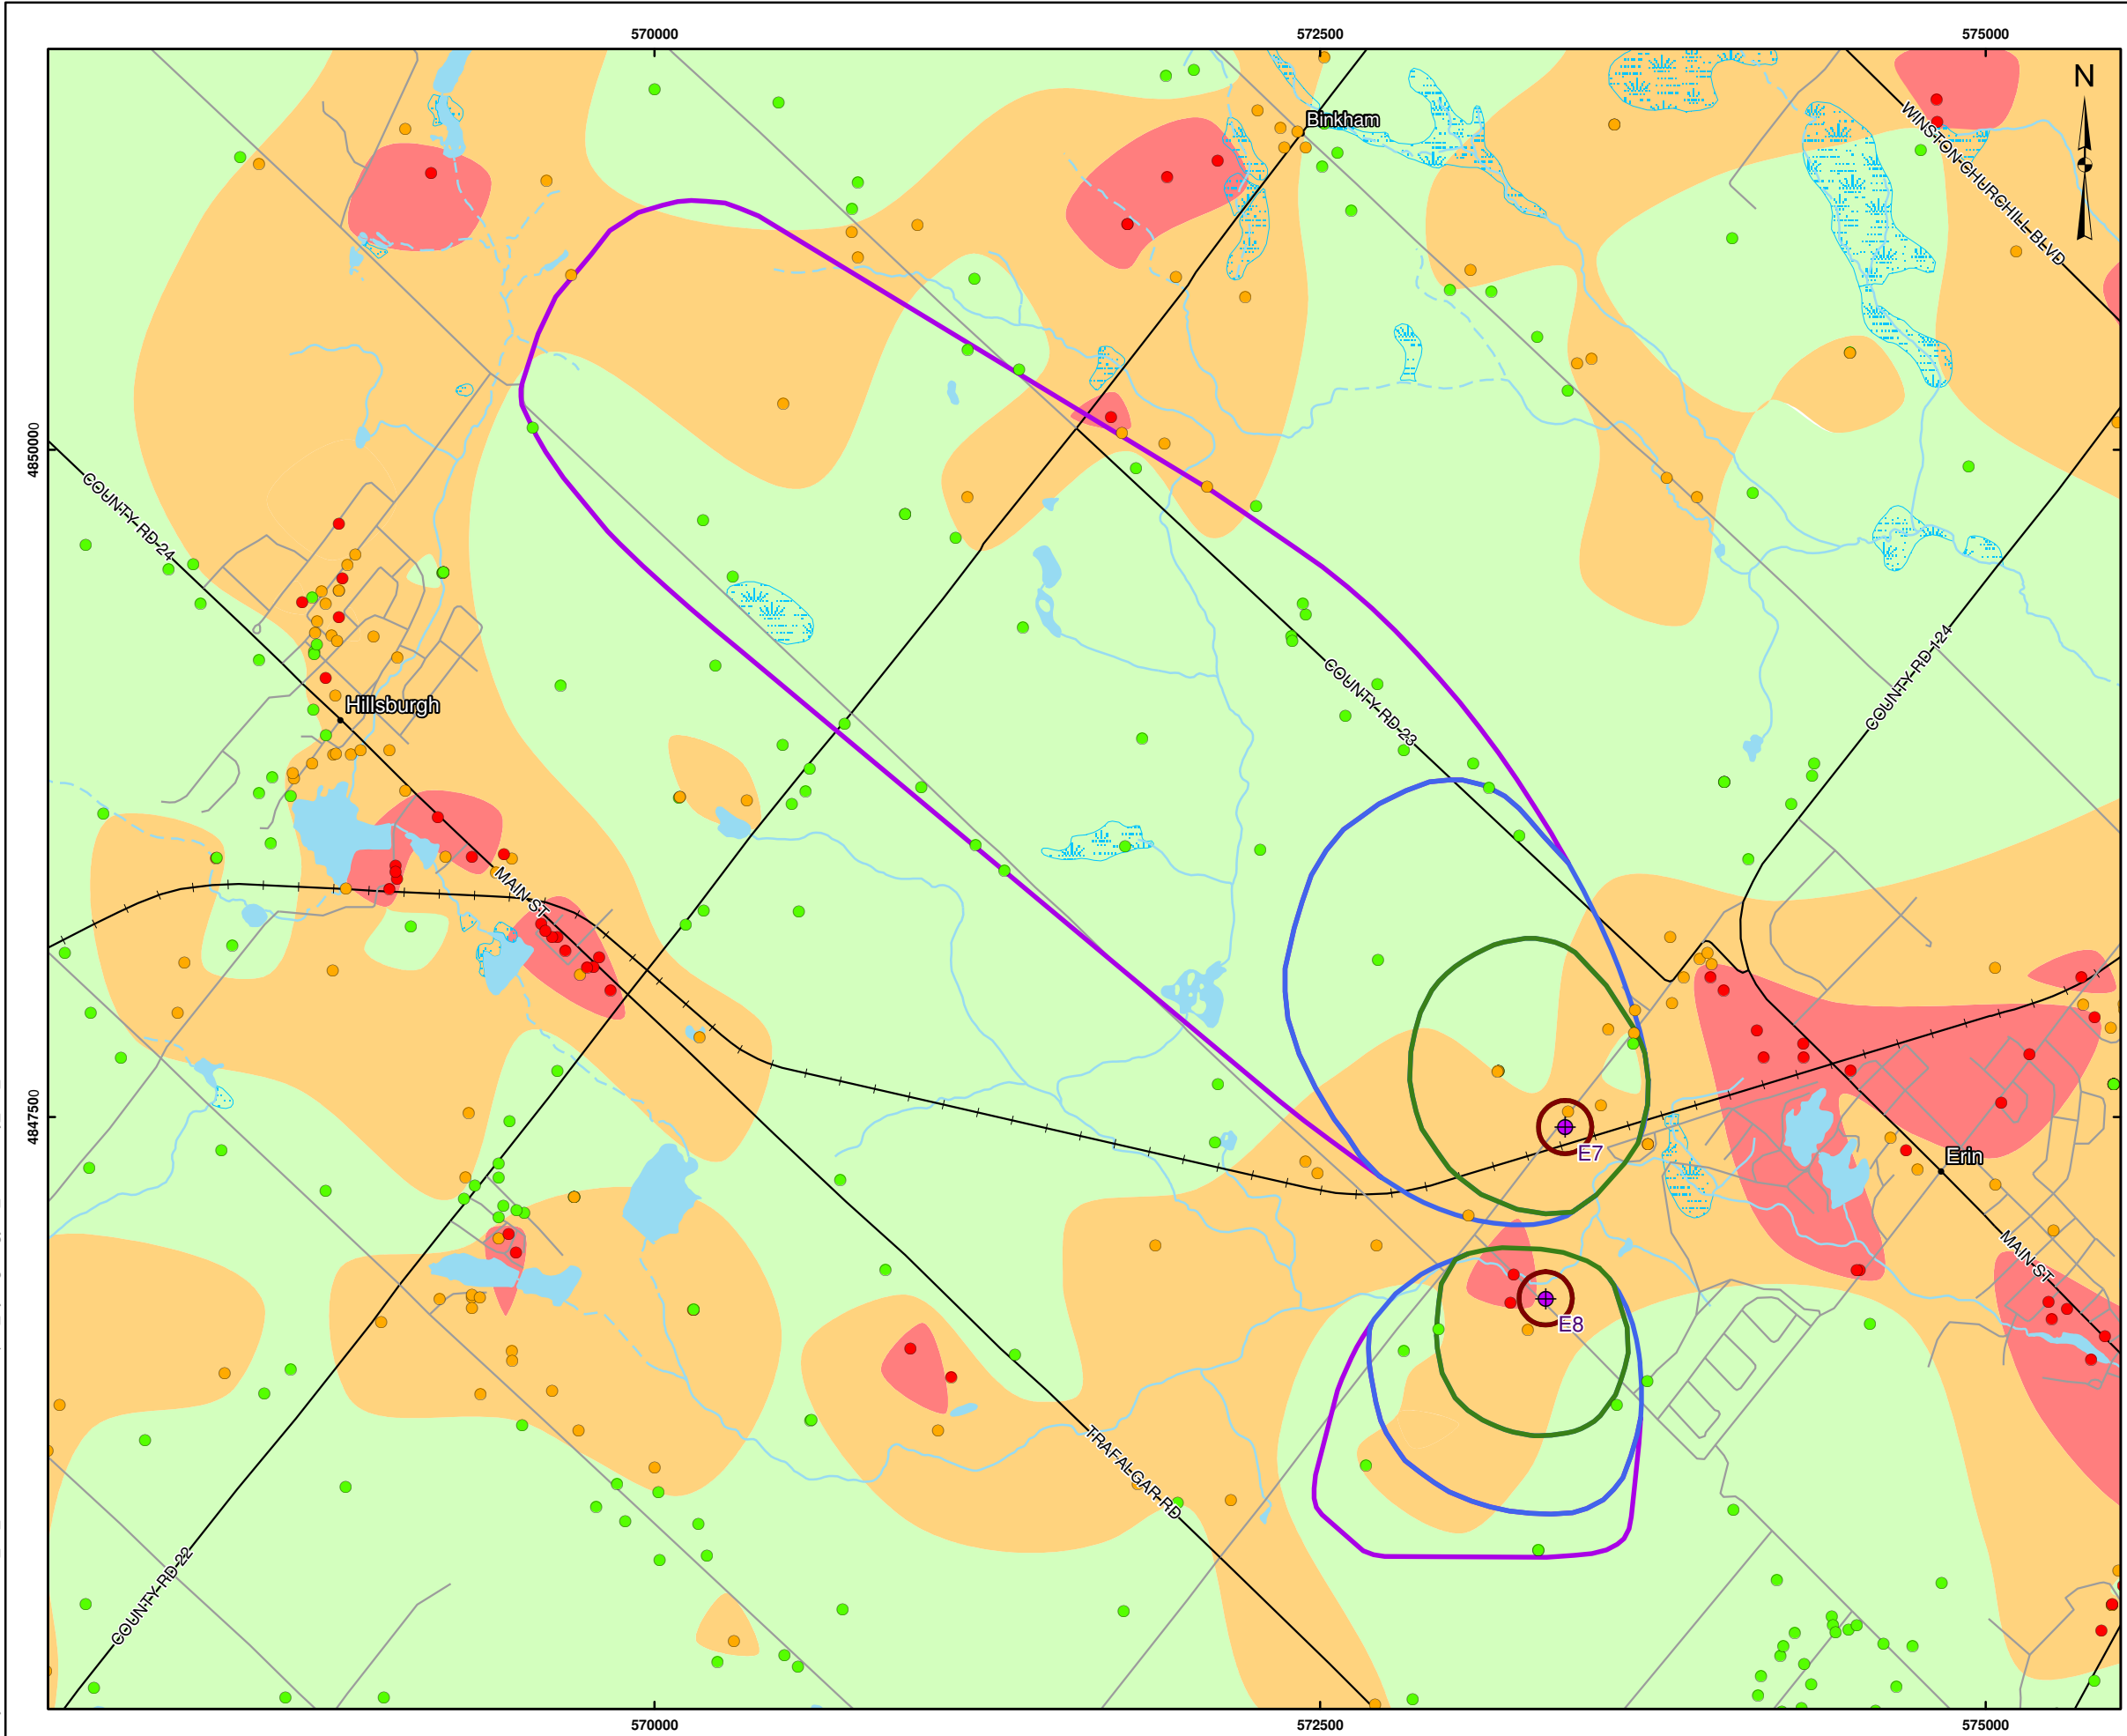 570000
572500
575000
N
Binkham
WINSTON CHURCHILL BLVD
4850000
COUNTY RD 24
COUNTY RD 124
COUNTY RD 23
Hillsburgh
MAIN ST
4847500
E7
Erin
MAIN ST
E8
TRAFALGAR RD
COUNTY RD 22
570000
572500
575000